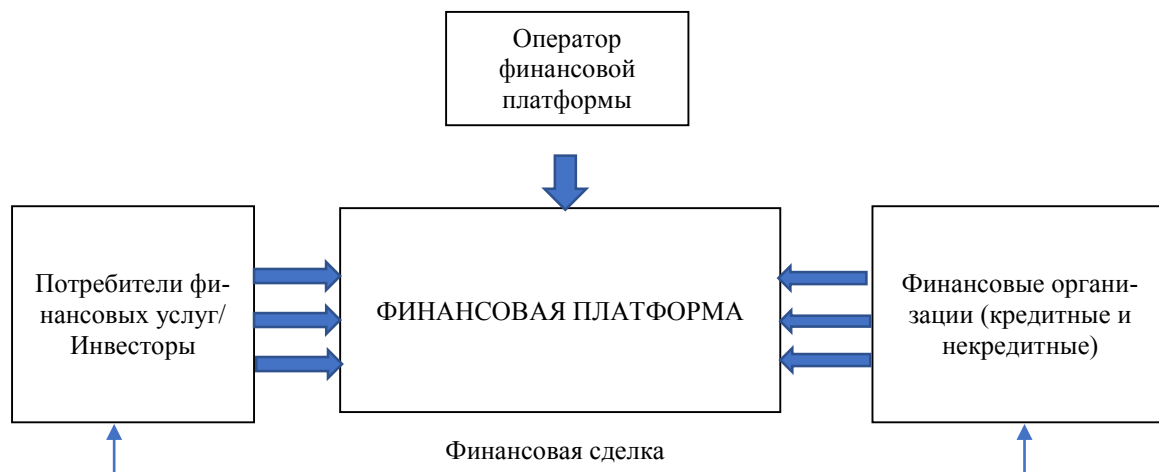 Оператор
финансовой
платформы
Потребители фи-
нансовых услуг/
Инвесторы
ФИНАНСОВАЯ ПЛАТФОРМА
Финансовые органи-
зации (кредитные и
некредитные)
Финансовая сделка